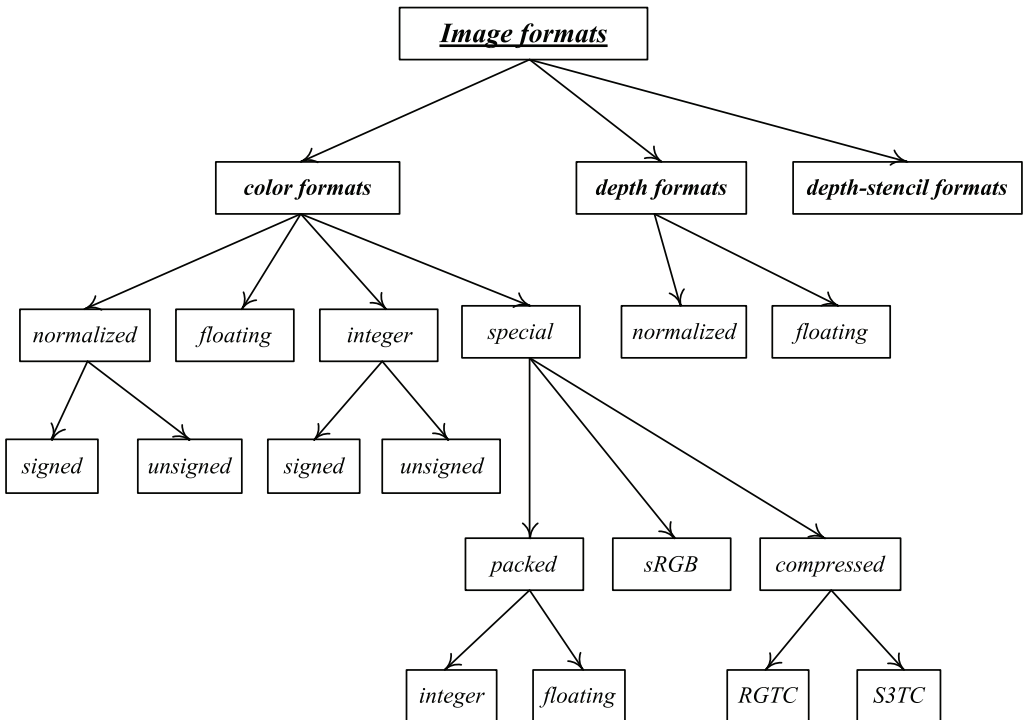 Image formats
color formats
depth formats
depth-stencil formats
normalized
floating
integer
special
normalized
floating
signed
unsigned
signed
unsigned
packed
sRGB
compressed
integer
floating
RGTC
S3TC